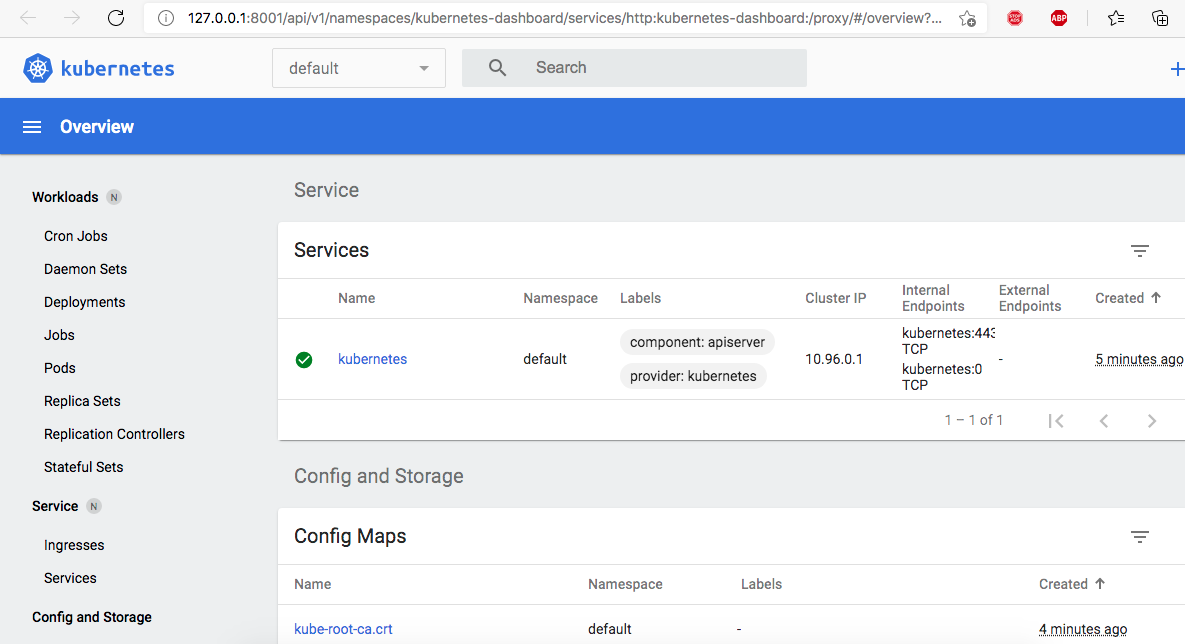 127.0.0.1:8001/api/v1/namespaces/kubernetes-dashboard/services/http:kubernetes-dashboard:/proxy/#/overview?...
STOP ADS
ABP
kubernetes
default
Search
Overview
Workloads N
Cron Jobs
Daemon Sets
Deployments
Jobs
Pods
Replica Sets
Replication Controllers
Stateful Sets
Service N
Ingresses
Services
Config and Storage
Service
Services
Name Namespace Labels Cluster IP Internal Endpoints External Endpoints Created
kubernetes default component: apiserver provider: kubernetes 10.96.0.1 kubernetes:443 TCP kubernetes:0 TCP - 5 minutes ago
1 – 1 of 1
Config and Storage
Config Maps
Name Namespace Labels Created
kube-root-ca.crt default - 4 minutes ago